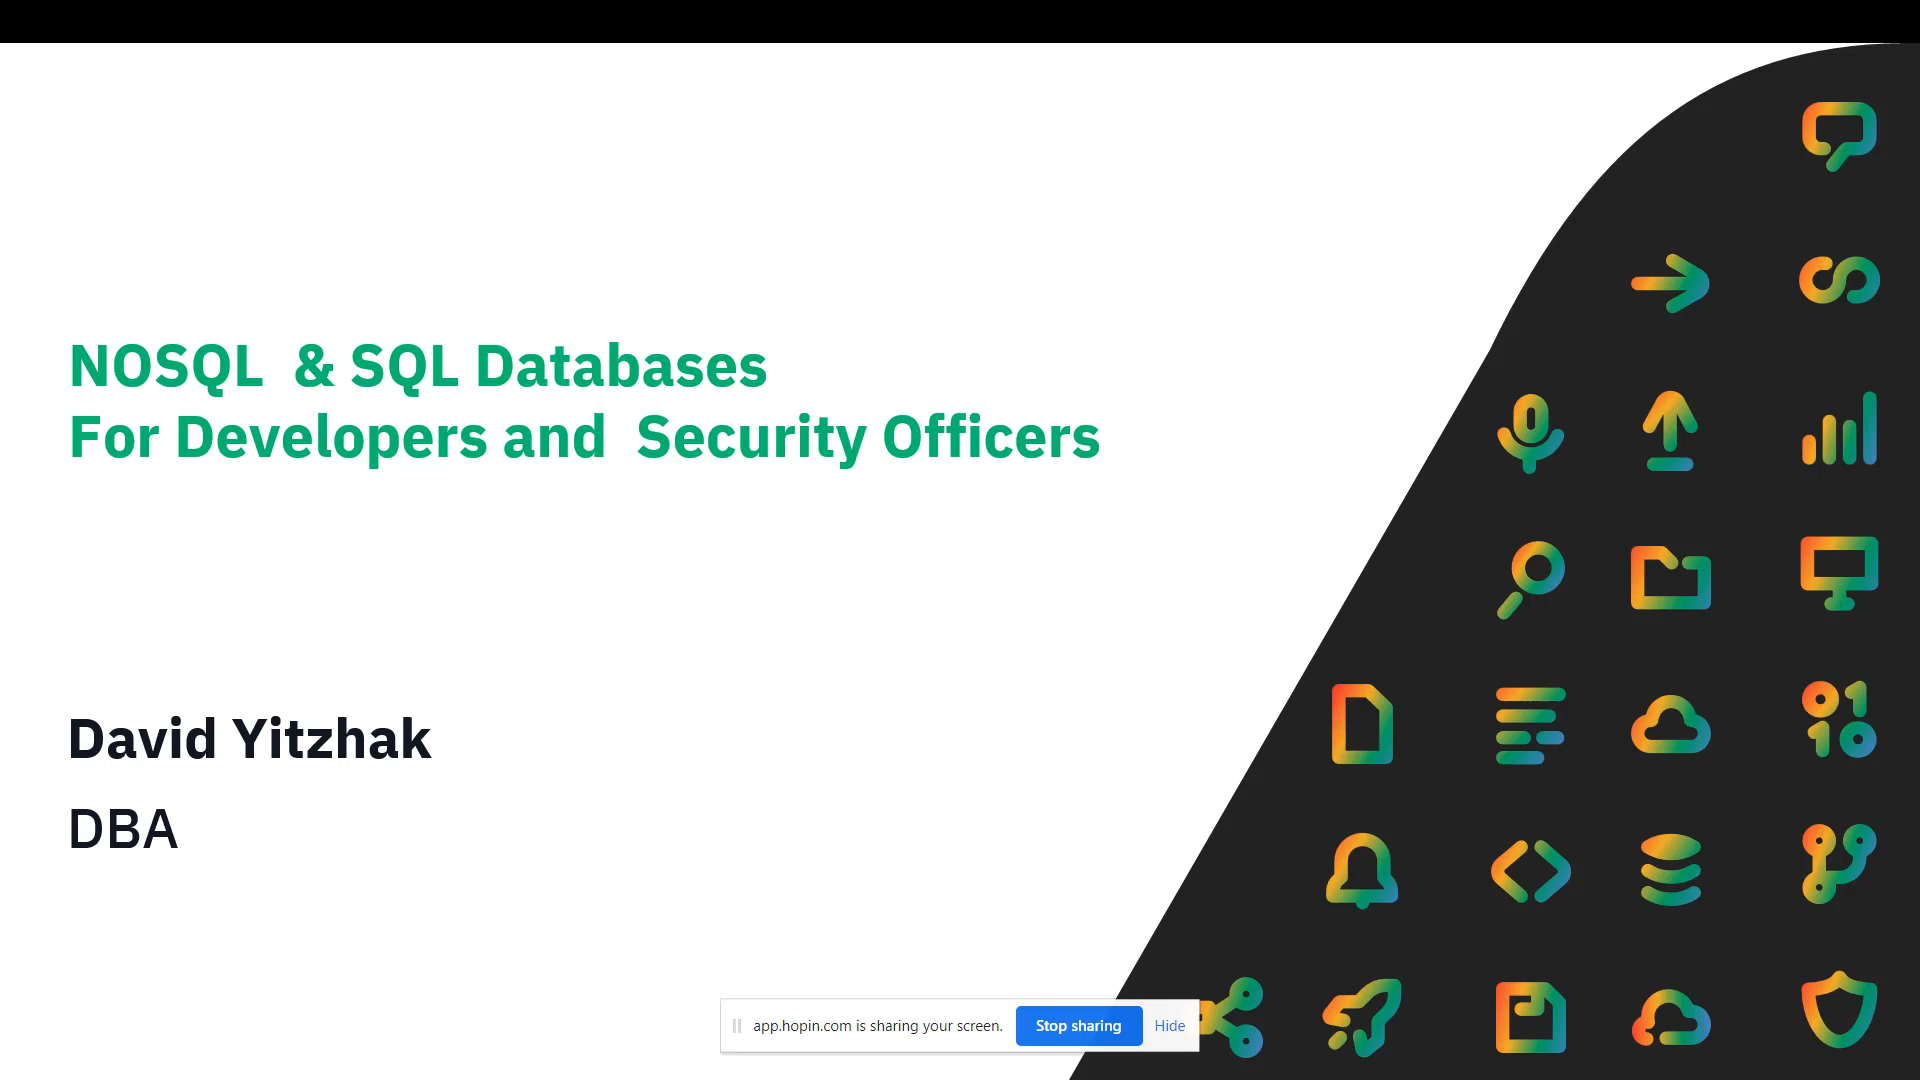 NOSQL & SQL Databases
For Developers and Security Officers
David Yitzhak
DBA
app.hopin.com is sharing your screen. Stop sharing Hide